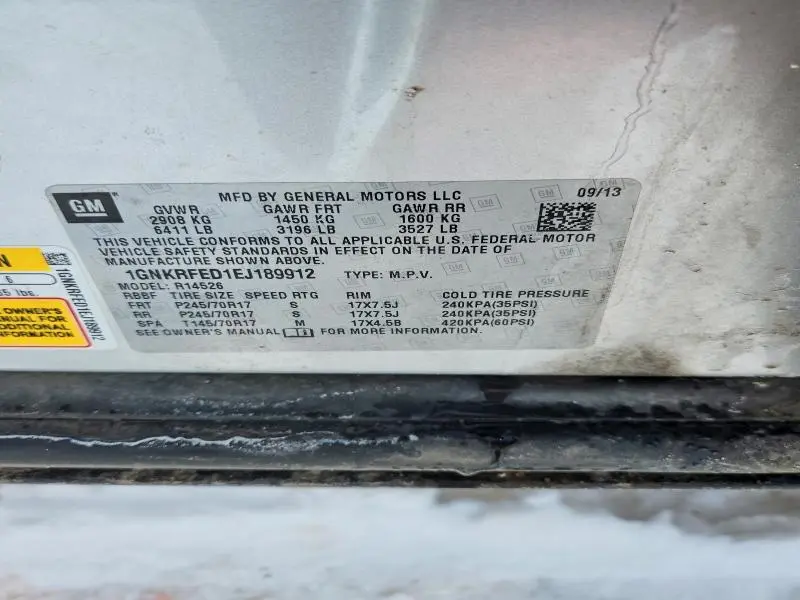 GM
MFD BY GENERAL MOTORS LLC 09/13
GVWR GAWR FRT GAWR RR
2908 KG 1450 KG 1600 KG
6411 LB 3196 LB 3527 LB
THIS VEHICLE CONFORMS TO ALL APPLICABLE U.S. FEDERAL MOTOR
VEHICLE SAFETY STANDARDS IN EFFECT ON THE DATE OF
MANUFACTURE SHOWN ABOVE.
1GNKRFED1EJ189912 TYPE: M.P.V.
MODEL: R14526
RBBF TIRE SIZE SPEED RTG RIM COLD TIRE PRESSURE
FRT P245/70R17 S 17X7.5J 240KPA(35PSI)
RR P245/70R17 S 17X7.5J 240KPA(35PSI)
SPA T145/70R17 M 17X4.5B 420KPA(60PSI)
SEE OWNER'S MANUAL FOR MORE INFORMATION.
N
6
5 lbs.
OWNER'S
MANUAL FOR
ADDITIONAL
INFORMATION
1GNKRFED1EJ189912